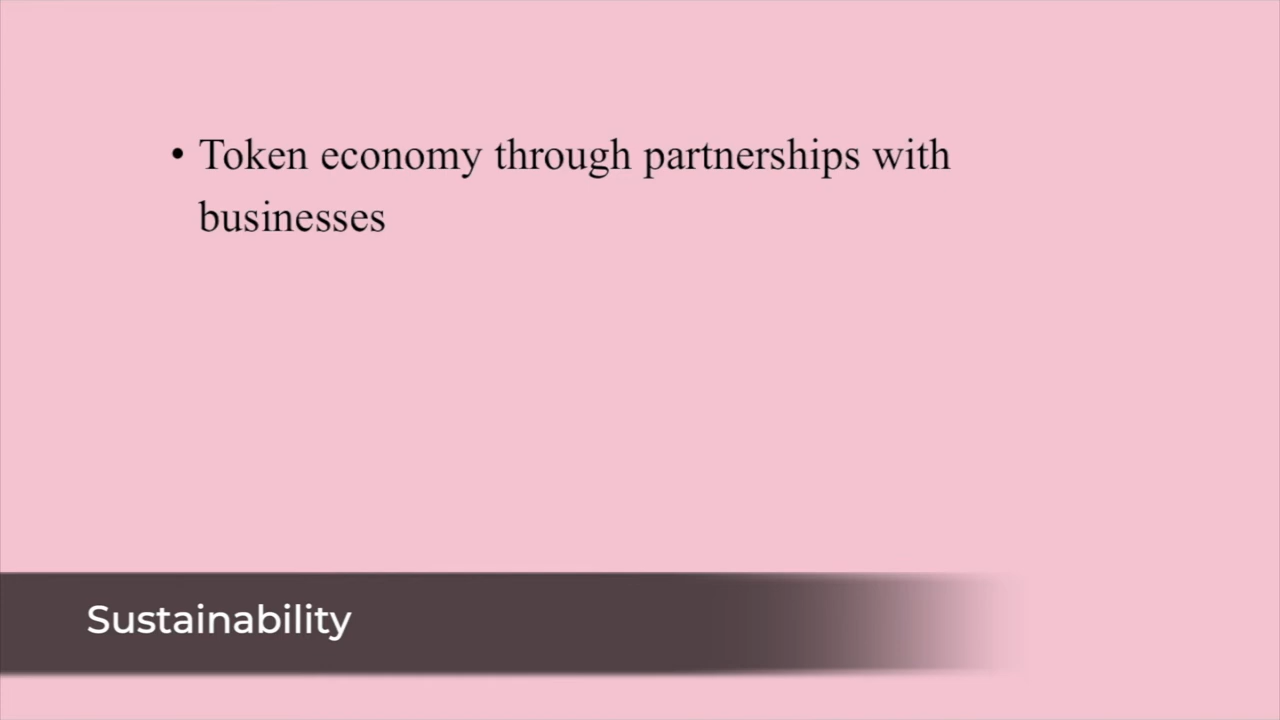 • Token economy through partnerships with
businesses
Sustainability